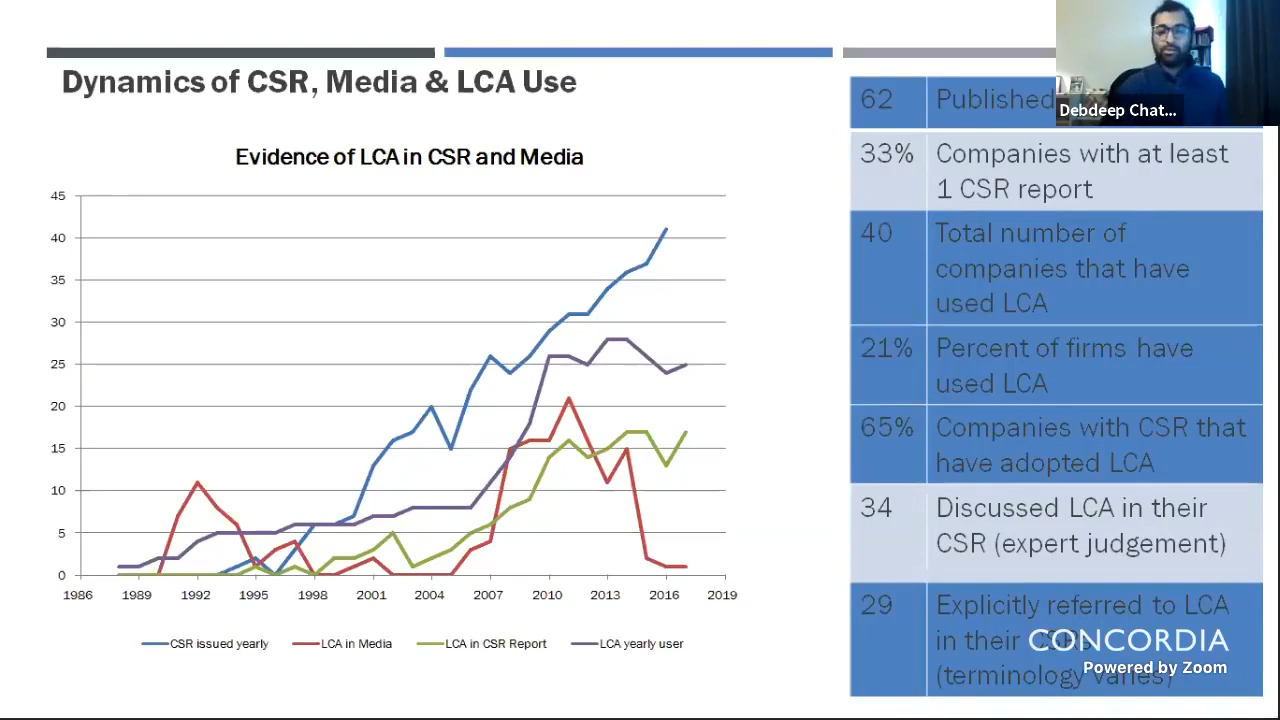 Dynamics of CSR, Media & LCA Use
Evidence of LCA in CSR and Media
45
40
35
30
25
20
15
10
5
0
1986 1989 1992 1995 1998 2001 2004 2007 2010 2013 2016 2019
CSR issued yearly LCA in Media LCA in CSR Report LCA yearly user
Debdeep Chat...
62 Published
33% Companies with at least
1 CSR report
40 Total number of
companies that have
used LCA
21% Percent of firms have
used LCA
65% Companies with CSR that
have adopted LCA
34 Discussed LCA in their
CSR (expert judgement)
29 Explicitly referred to LCA
in their CSRs
(terminology varies)
CONCORDIA
Powered by Zoom